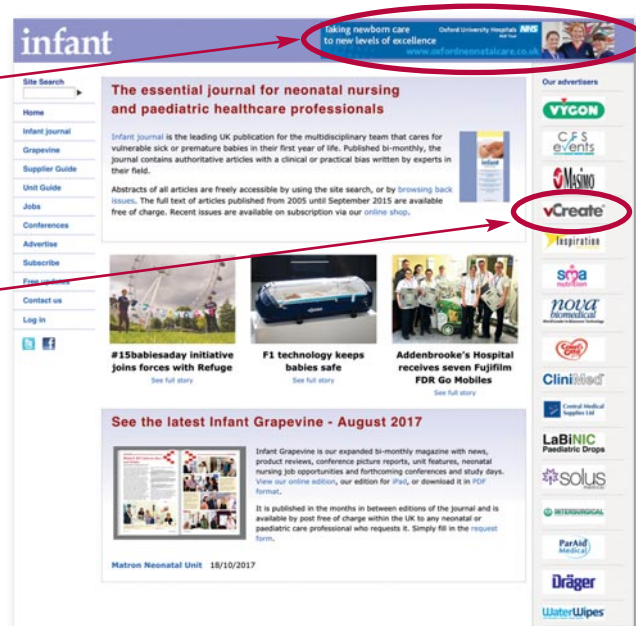 infant
Taking newborn care
to new levels of excellence
Oxford University Hospitals NHS
www.oxfordneonatalcare.co.uk
Site Search
Home
Infant journal
Grapevine
Supplier Guide
Unit Guide
Jobs
Conferences
Advertise
Subscribe
Free updates
Contact us
Log in
The essential journal for neonatal nursing
and paediatric healthcare professionals
Infant journal is the leading UK publication for the multidisciplinary team that cares for
vulnerable sick or premature babies in their first year of life. Published bi-monthly, the
journal contains authoritative articles with a clinical or practical bias written by experts in
their field.
Abstracts of all articles are freely accessible by using the site search, or by browsing back
issues. The full text of articles published from 2005 until September 2015 are available
free of charge. Recent issues are available on subscription via our online shop.
infant
#15babiesaday initiative
joins forces with Refuge
See full story
F1 technology keeps
babies safe
See full story
Addenbrooke's Hospital
receives seven Fujifilm
FDR Go Mobiles
See full story
See the latest Infant Grapevine - August 2017
Infant Grapevine is our expanded bi-monthly magazine with news,
product reviews, conference picture reports, unit features, neonatal
nursing job opportunities and forthcoming conferences and study days.
View our online edition, our edition for iPad, or download it in PDF
format.
It is published in the months in between editions of the journal and is
available by post free of charge within the UK to any neonatal or
paediatric care professional who requests it. Simply fill in the request
form.
Matron Neonatal Unit 18/10/2017
Our advertisers
VYGON
CFS
events
Masimo
vCreate
Inspiration
sma
nutrition
nova
biomedical
Cow & Gate
CliniMed
Central Medical
Supplies Ltd
LaBiNIC
Paediatric Drops
solus
INTERSURGICAL
ParAid
Medical
Dräger
WaterWipes